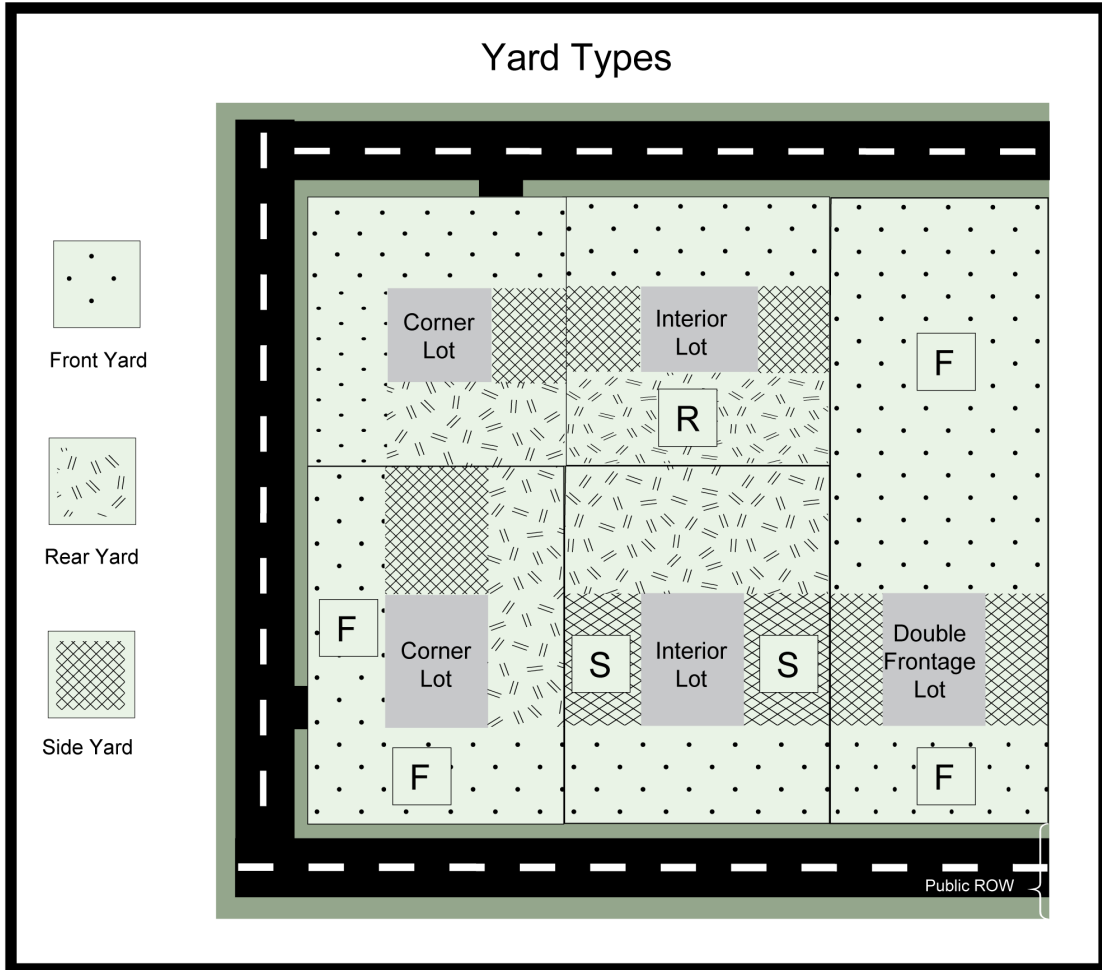 Yard Types
Front Yard
Rear Yard
Side Yard
Corner
Lot
Interior
Lot
F
R
F
Corner
Lot
S
Interior
Lot
S
Double
Frontage
Lot
F
F
Public ROW